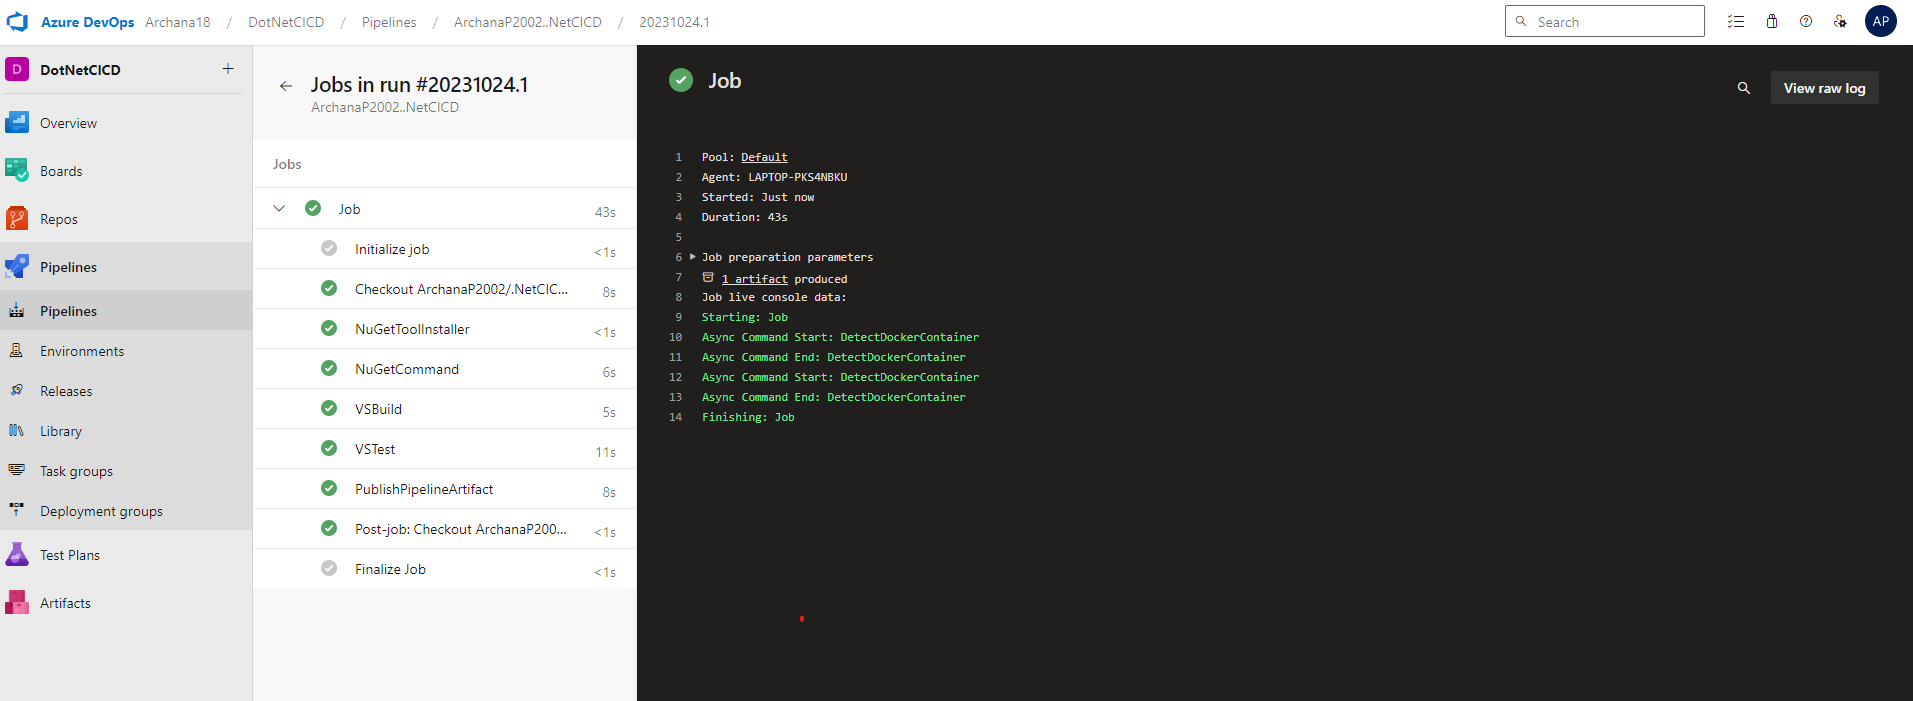 Azure DevOps Archana18 / DotNetCICD / Pipelines / ArchanaP2002..NetCICD / 20231024.1
Search
AP
D DotNetCICD +
Overview
Boards
Repos
Pipelines
Pipelines
Environments
Releases
Library
Task groups
Deployment groups
Test Plans
Artifacts
Jobs in run #20231024.1
ArchanaP2002..NetCICD
Jobs
Job 43s
Initialize job <1s
Checkout ArchanaP2002/.NetCIC... 8s
NuGetToolInstaller <1s
NuGetCommand 6s
VSBuild 5s
VSTest 11s
PublishPipelineArtifact 8s
Post-job: Checkout ArchanaP200... <1s
Finalize Job <1s
Job
View raw log
1 Pool: Default
2 Agent: LAPTOP-PKS4NBKU
3 Started: Just now
4 Duration: 43s
5
6 Job preparation parameters
7 1 artifact produced
8 Job live console data:
9 Starting: Job
10 Async Command Start: DetectDockerContainer
11 Async Command End: DetectDockerContainer
12 Async Command Start: DetectDockerContainer
13 Async Command End: DetectDockerContainer
14 Finishing: Job